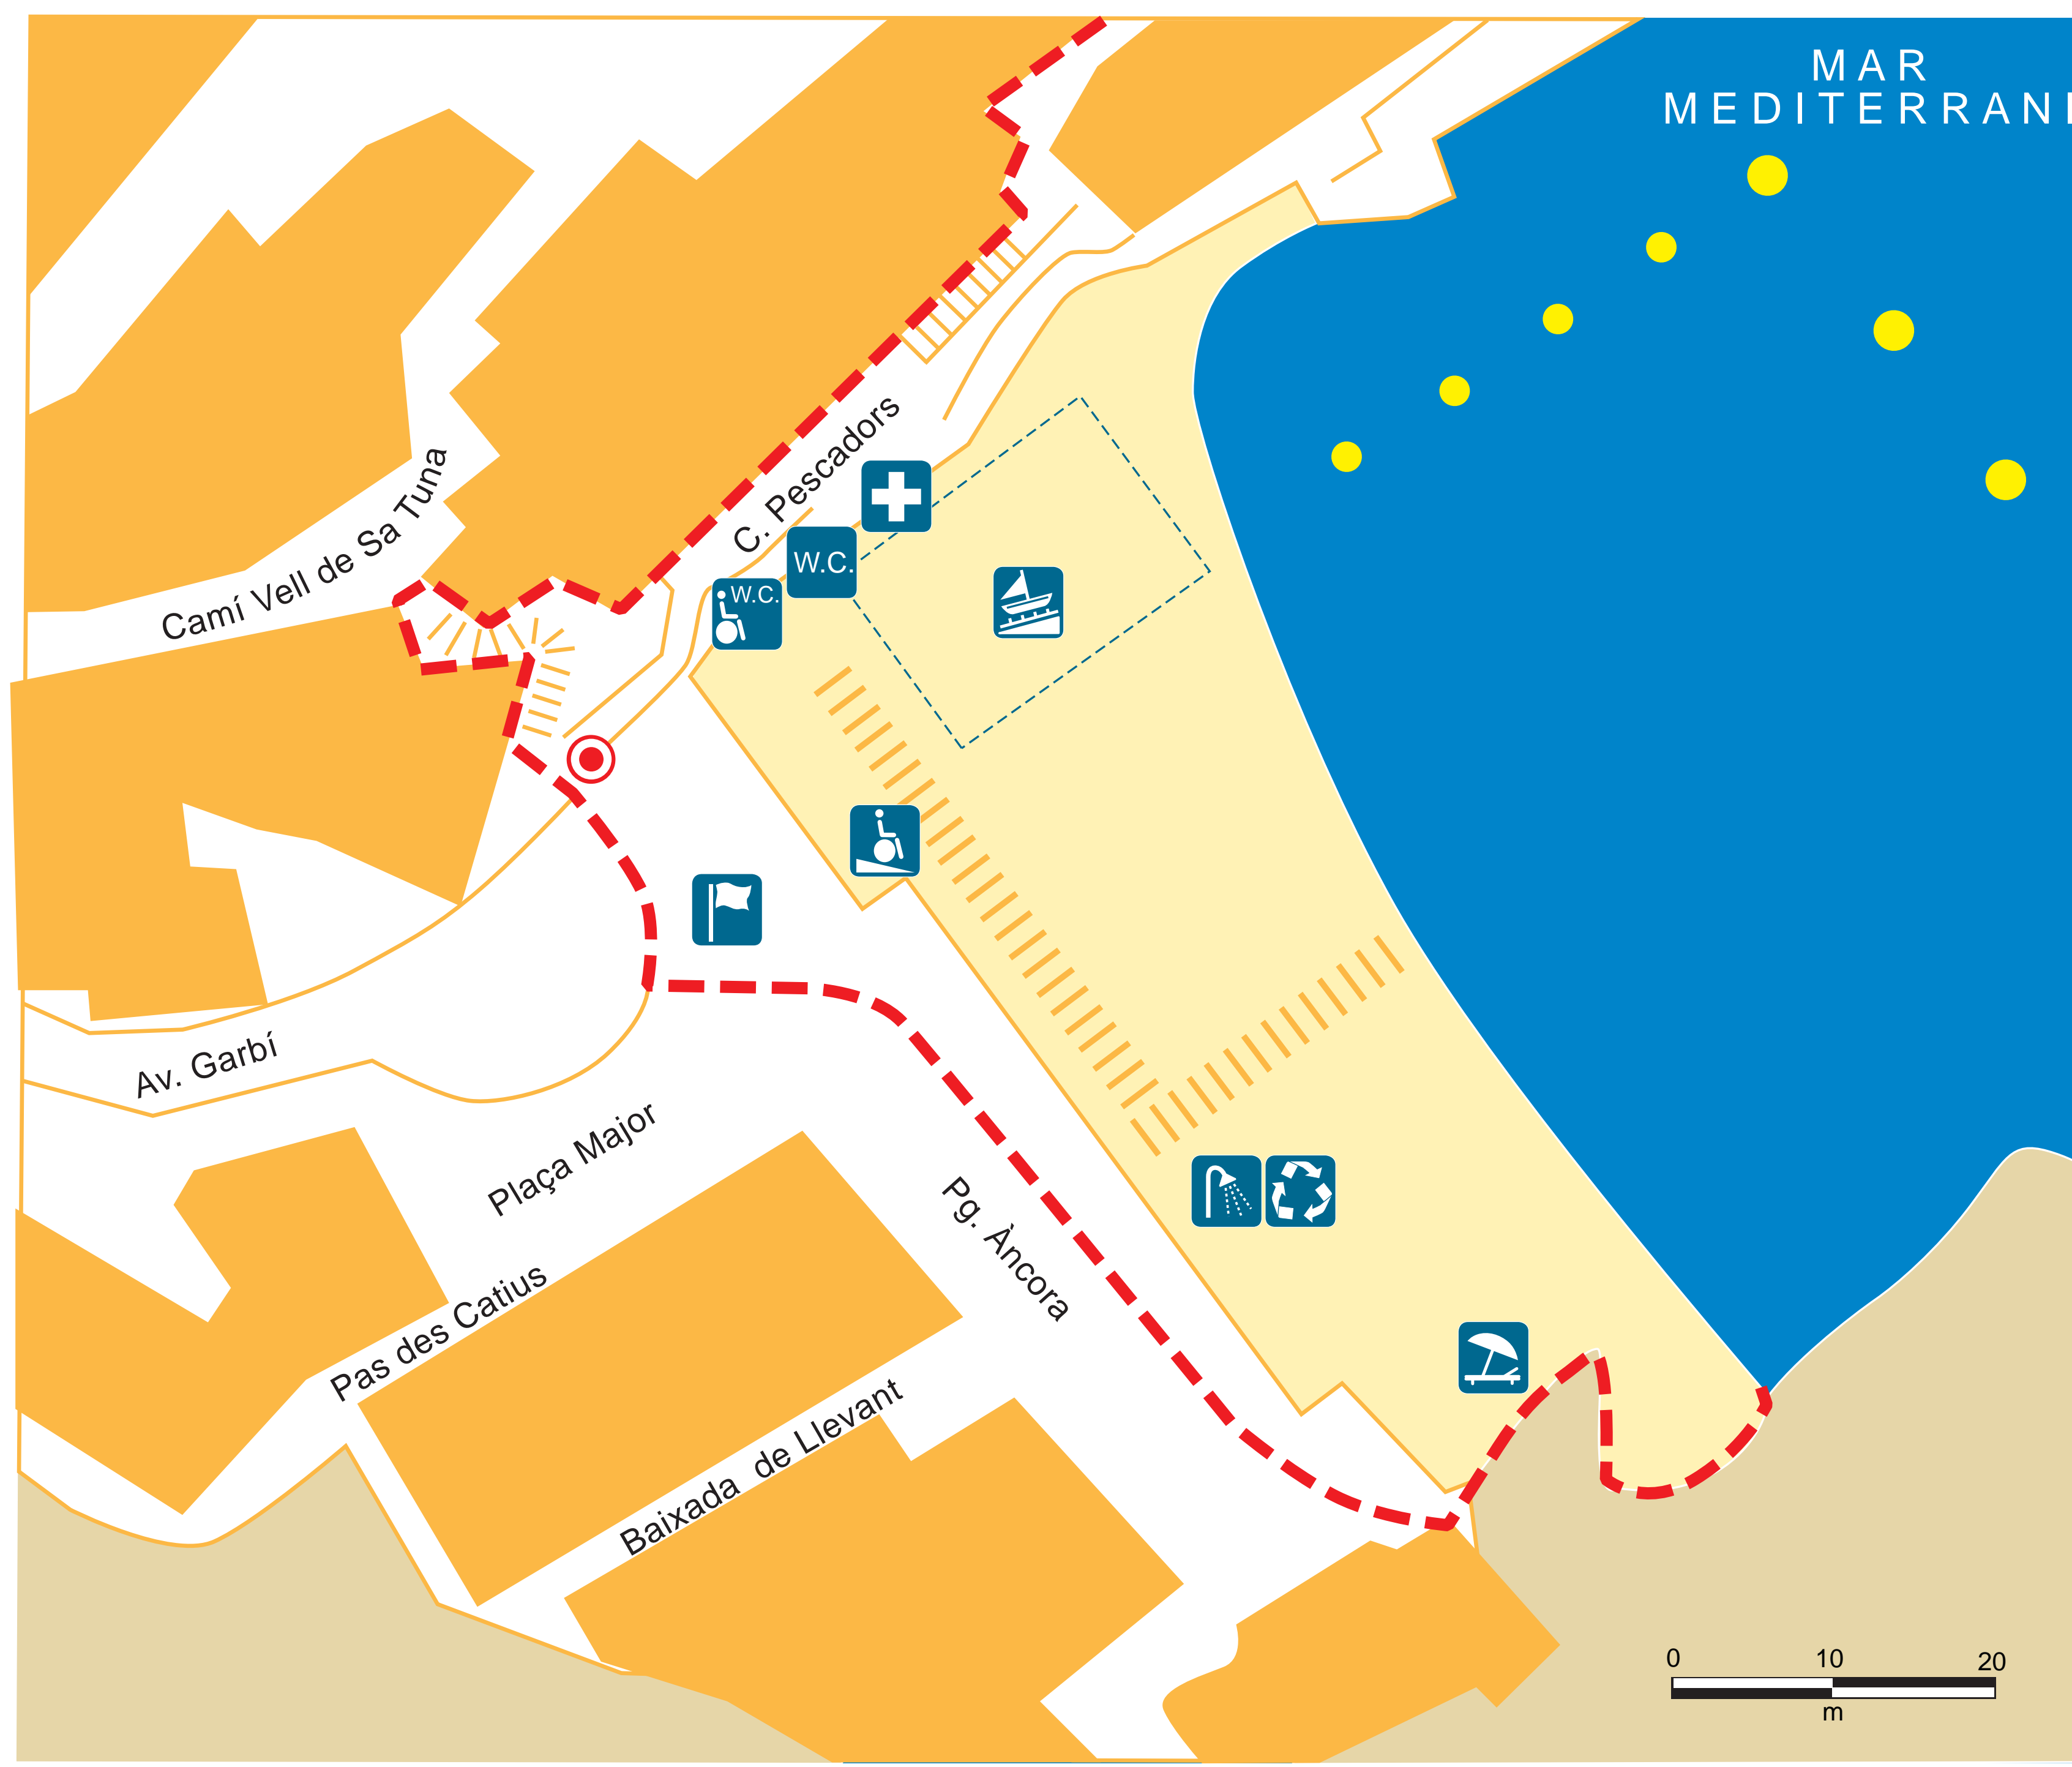 MAR
MEDITERRANI
C. Pescadors
Camí Vell de Sa Tuna
W.C.
W.C.
Av. Garbí
Plaça Major
Pg. Àncora
Pas des Catius
Baixada de Llevant
0 10 20
m